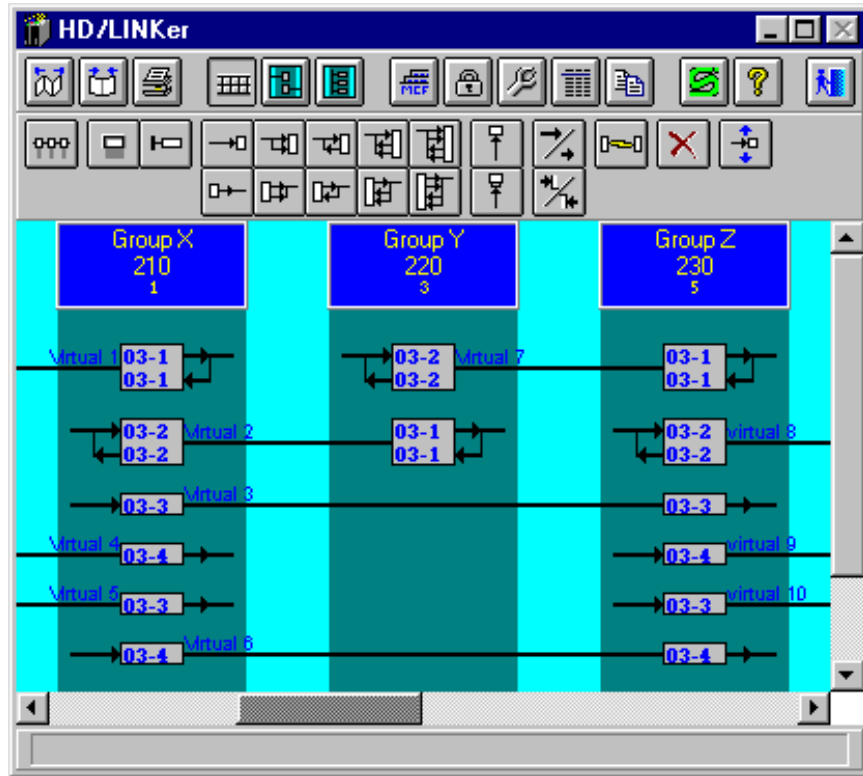 HD/LINKer
MCF
Group X
210
1
Group Y
220
3
Group Z
230
5
Virtual 1
03-1
03-1
03-2
03-2
Virtual 7
03-1
03-1
03-2
03-2
Virtual 2
03-1
03-1
03-2
03-2
virtual 8
03-3
Virtual 3
03-3
Virtual 4
03-4
03-4
virtual 9
Virtual 5
03-3
03-3
virtual 10
03-4
Virtual 6
03-4